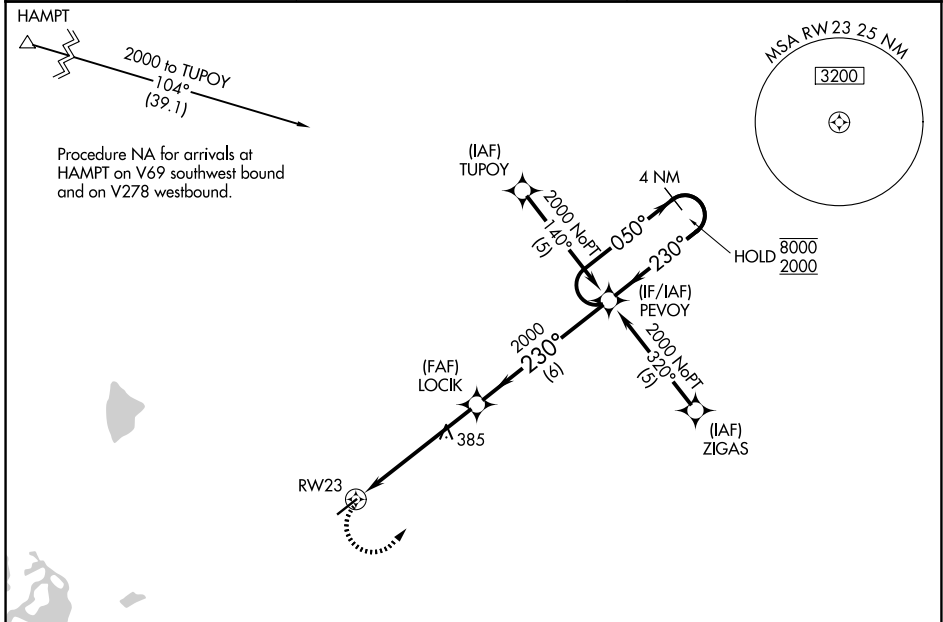 HAMPT
2000 to TUPOY
104°
(39.1)
Procedure NA for arrivals at
HAMPT on V69 southwest bound
and on V278 westbound.
MSA RW 23 25 NM
3200
(IAF)
TUPOY
2000 NoPT
140°
(5)
4 NM
050°
230°
HOLD 8000
2000
(IF/IAF)
PEVOY
2000
230°
(6)
2000 NoPT
320°
(5)
(IAF)
ZIGAS
(FAF)
LOCIK
385
RW23